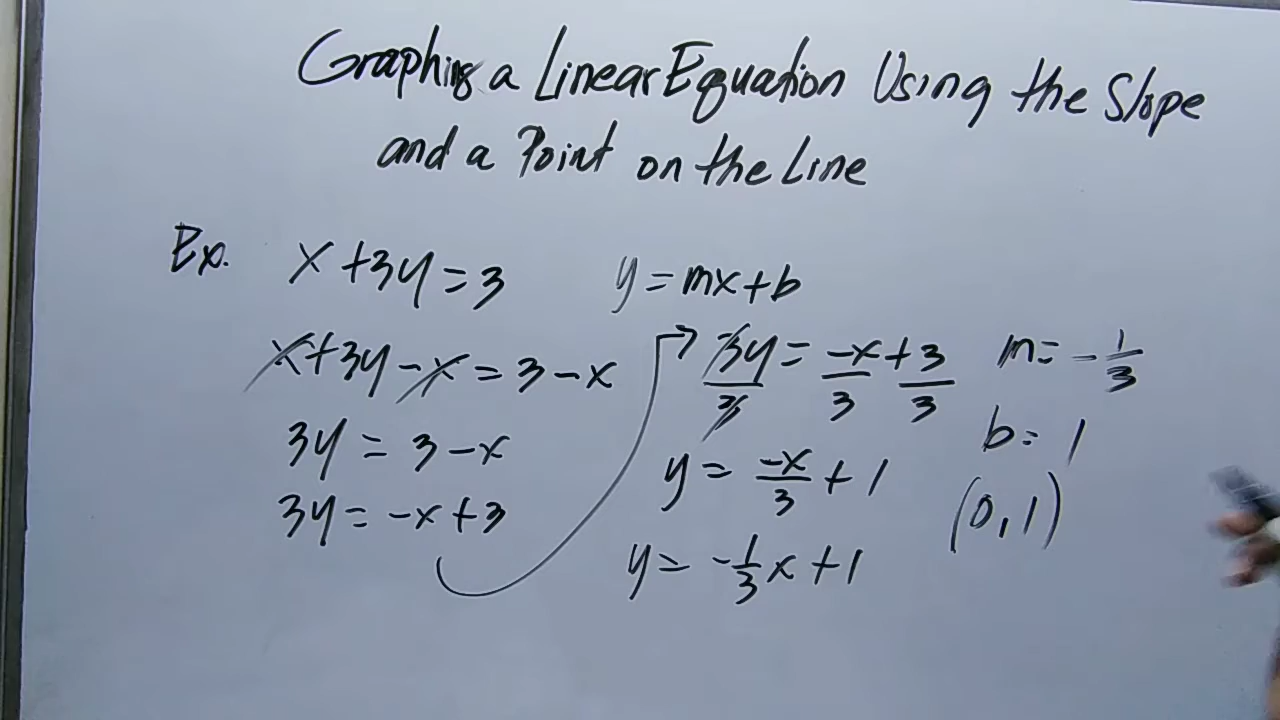 Graphing a Linear Equation Using the Slope
and a Point on the Line
Ex. x + 3y = 3
x + 3y - x = 3 - x
3y = 3 - x
3y = -x + 3
y = mx + b
3y/3 = -x/3 + 3/3
y = -x/3 + 1
y = -1/3 x + 1
m = -1/3
b = 1
(0, 1)